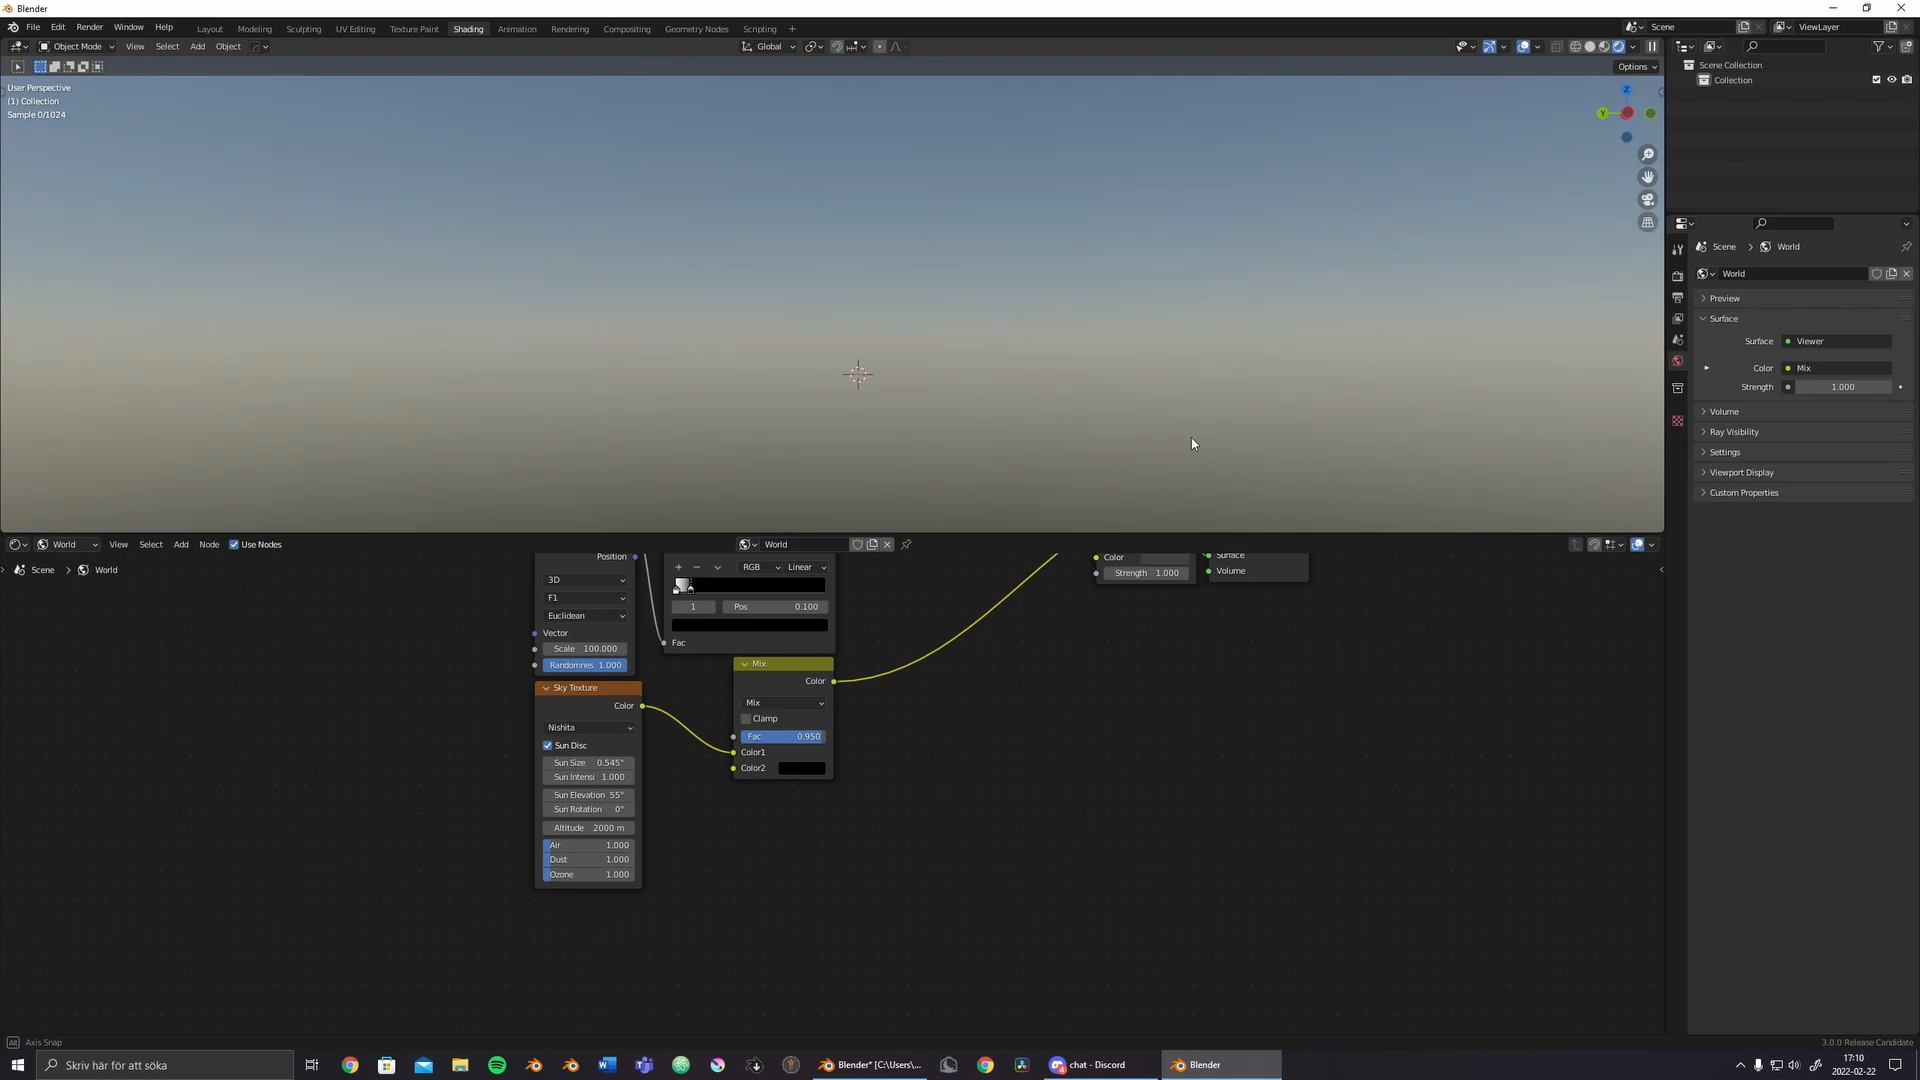 Blender
File Edit Render Window Help Layout Modeling Sculpting UV Editing Texture Paint Shading Animation Rendering Compositing Geometry Nodes Scripting + Scene ViewLayer
Object Mode View Select Add Object Global
Options
User Perspective
(1) Collection
Sample 0/1024
Z
Y
Scene Collection
Collection
Scene > World
World
Preview
Surface
Surface Viewer
Color Mix
Strength 1.000
Volume
Ray Visibility
Settings
Viewport Display
Custom Properties
World View Select Add Node Use Nodes World
Scene > World
Position
3D
F1
Euclidean
Vector
Scale 100.000
Randomnes 1.000
RGB Linear
1 Pos 0.100
Fac
Color
Strength 1.000
Surface
Volume
Mix
Color
Mix
Clamp
Fac 0.950
Color1
Color2
Sky Texture
Color
Nishita
Sun Disc
Sun Size 0.545°
Sun Intensi 1.000
Sun Elevation 55°
Sun Rotation 0°
Altitude 2000 m
Air 1.000
Dust 1.000
Ozone 1.000
Alt Axis Snap
3.0.0 Release Candidate
Skriv här för att söka
Blender* [C:\Users\...
chat - Discord
Blender
17:10
2022-02-22